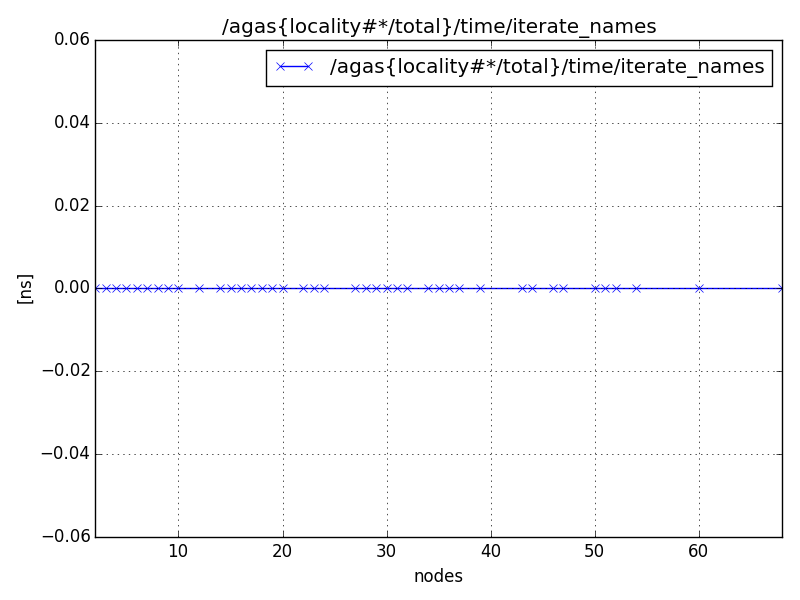 /agas{locality#*/total}/time/iterate_names
/agas{locality#*/total}/time/iterate_names
0.06
0.04
0.02
0.00
−0.02
−0.04
−0.06
[ns]
10 20 30 40 50 60
nodes